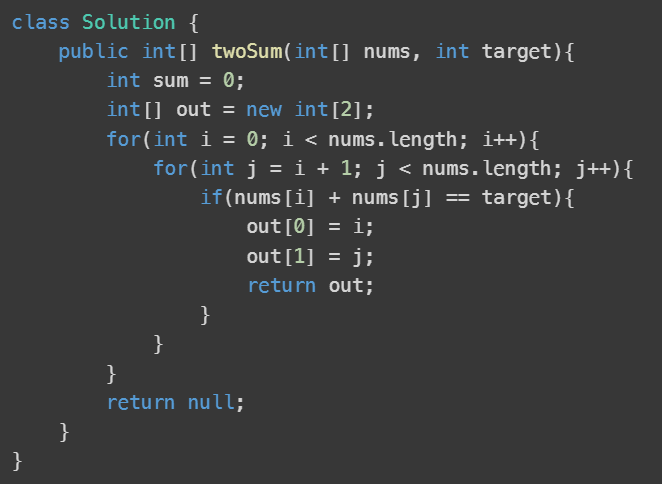 class Solution {
    public int[] twoSum(int[] nums, int target){
        int sum = 0;
        int[] out = new int[2];
        for(int i = 0; i < nums.length; i++){
            for(int j = i + 1; j < nums.length; j++){
                if(nums[i] + nums[j] == target){
                    out[0] = i;
                    out[1] = j;
                    return out;
                }
            }
        }
        return null;
    }
}